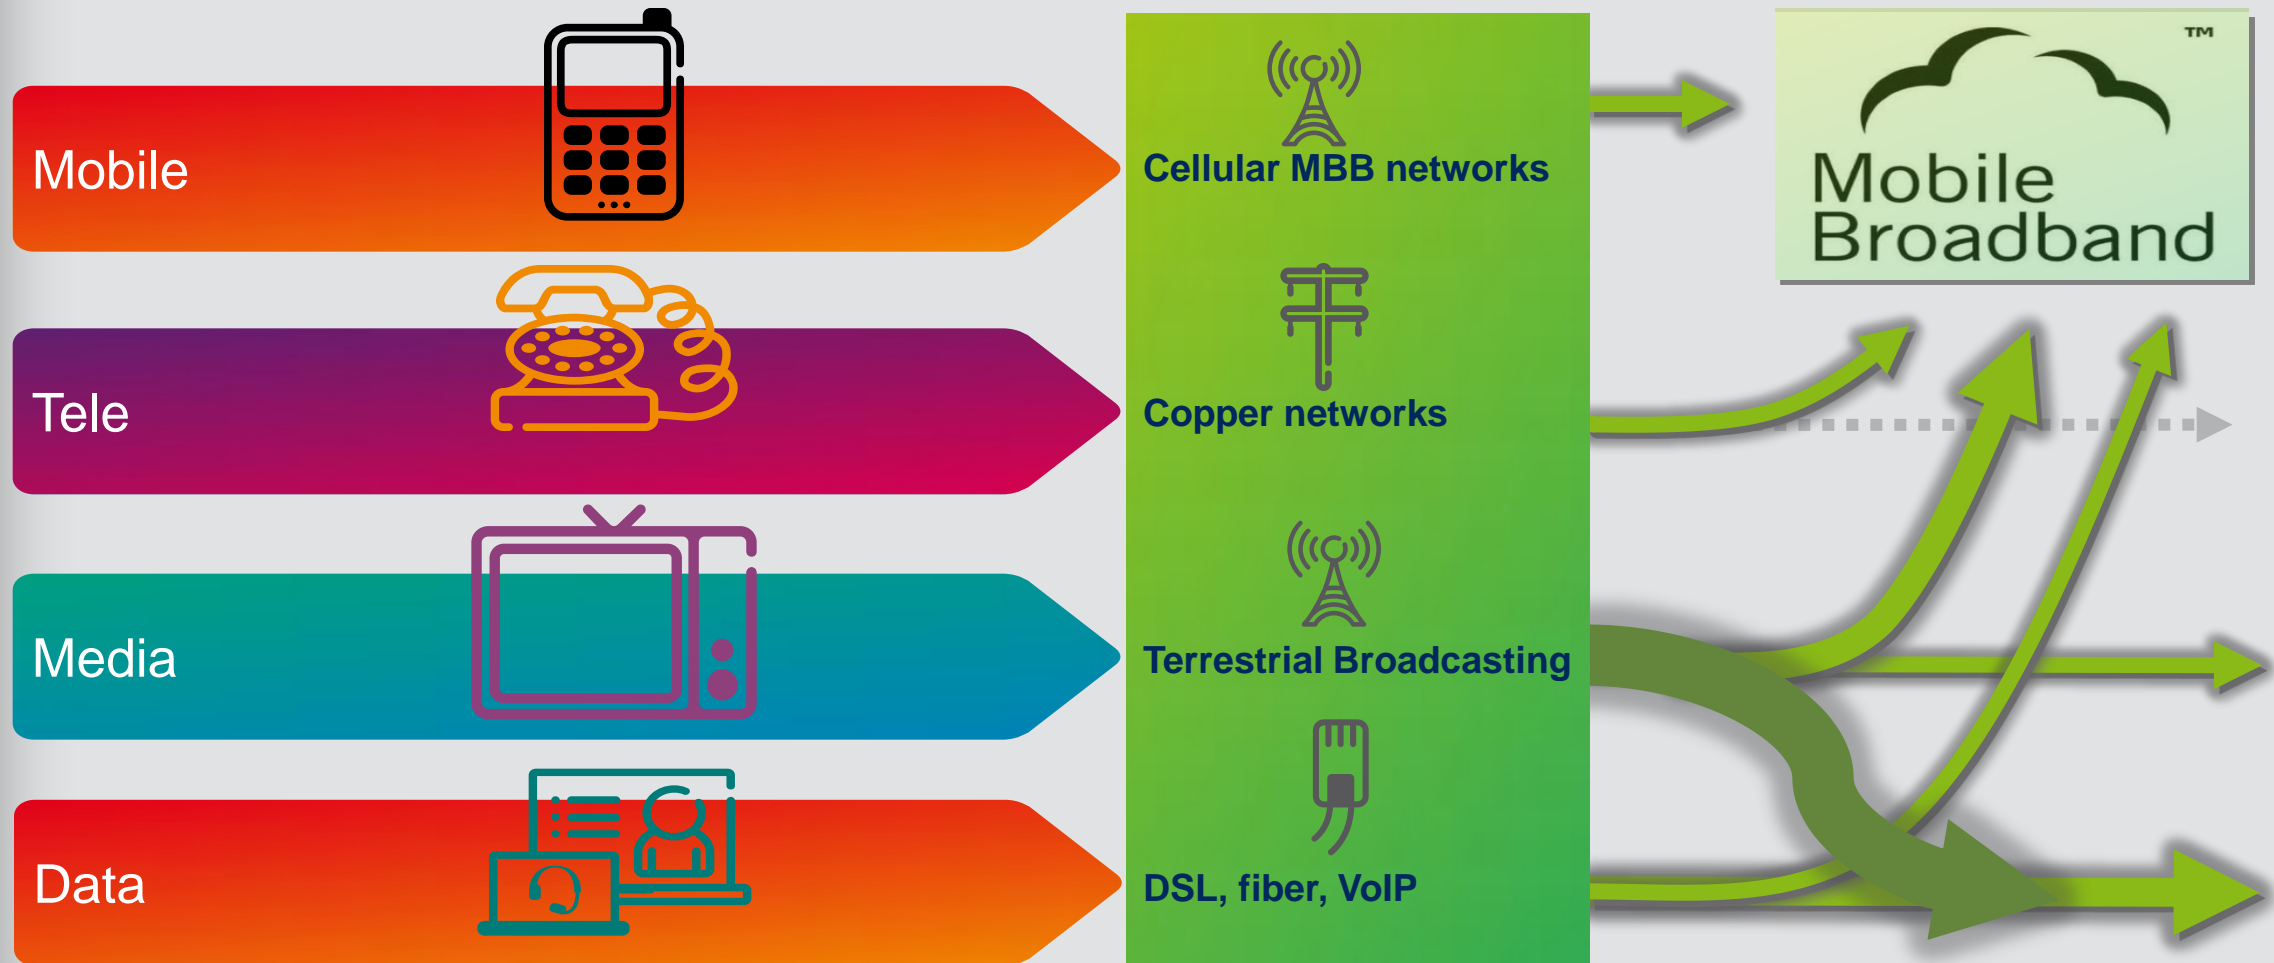 Mobile
Cellular MBB networks
™
Mobile
Broadband
Tele
Copper networks
Media
Terrestrial Broadcasting
Data
DSL, fiber, VoIP